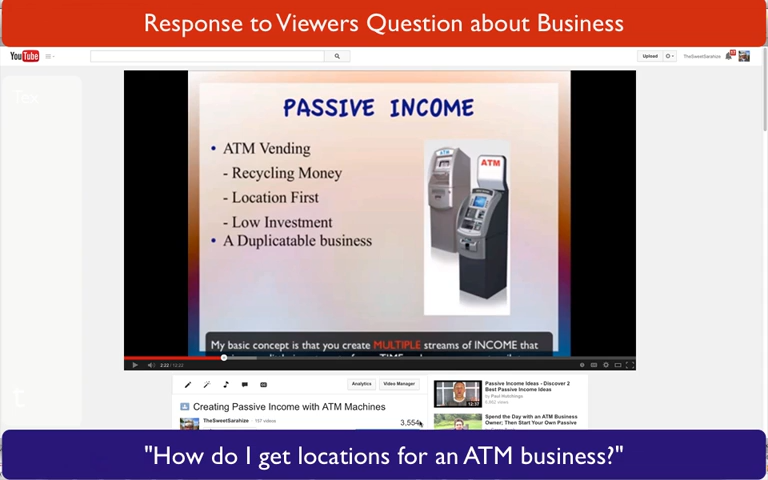 Response to Viewers Question about Business
YouTube
Upload
TheSweetSarahize
PASSIVE INCOME
• ATM Vending
- Recycling Money
- Location First
- Low Investment
• A Duplicatable business
ATM
My basic concept is that you create MULTIPLE streams of INCOME that
2:22 / 12:22
Analytics
Video Manager
Creating Passive Income with ATM Machines
TheSweetSarahize · 107 videos
3,554
Passive Income Ideas - Discover 2
Best Passive Income Ideas
by Paul Hutchings
12:37
Spend the Day with an ATM Business
Owner; Then Start Your Own Passive
"How do I get locations for an ATM business?"